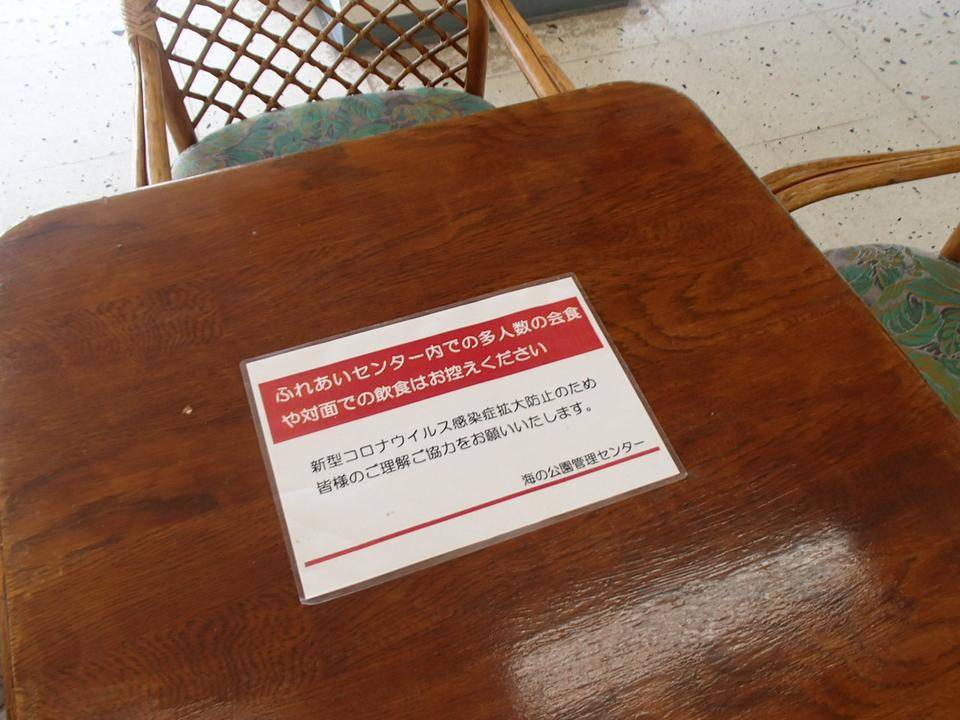 ふれあいセンター内での多人数の会食
や対面での飲食はお控えください
新型コロナウイルス感染症拡大防止のため
皆様のご理解ご協力をお願いいたします。
海の公園管理センター